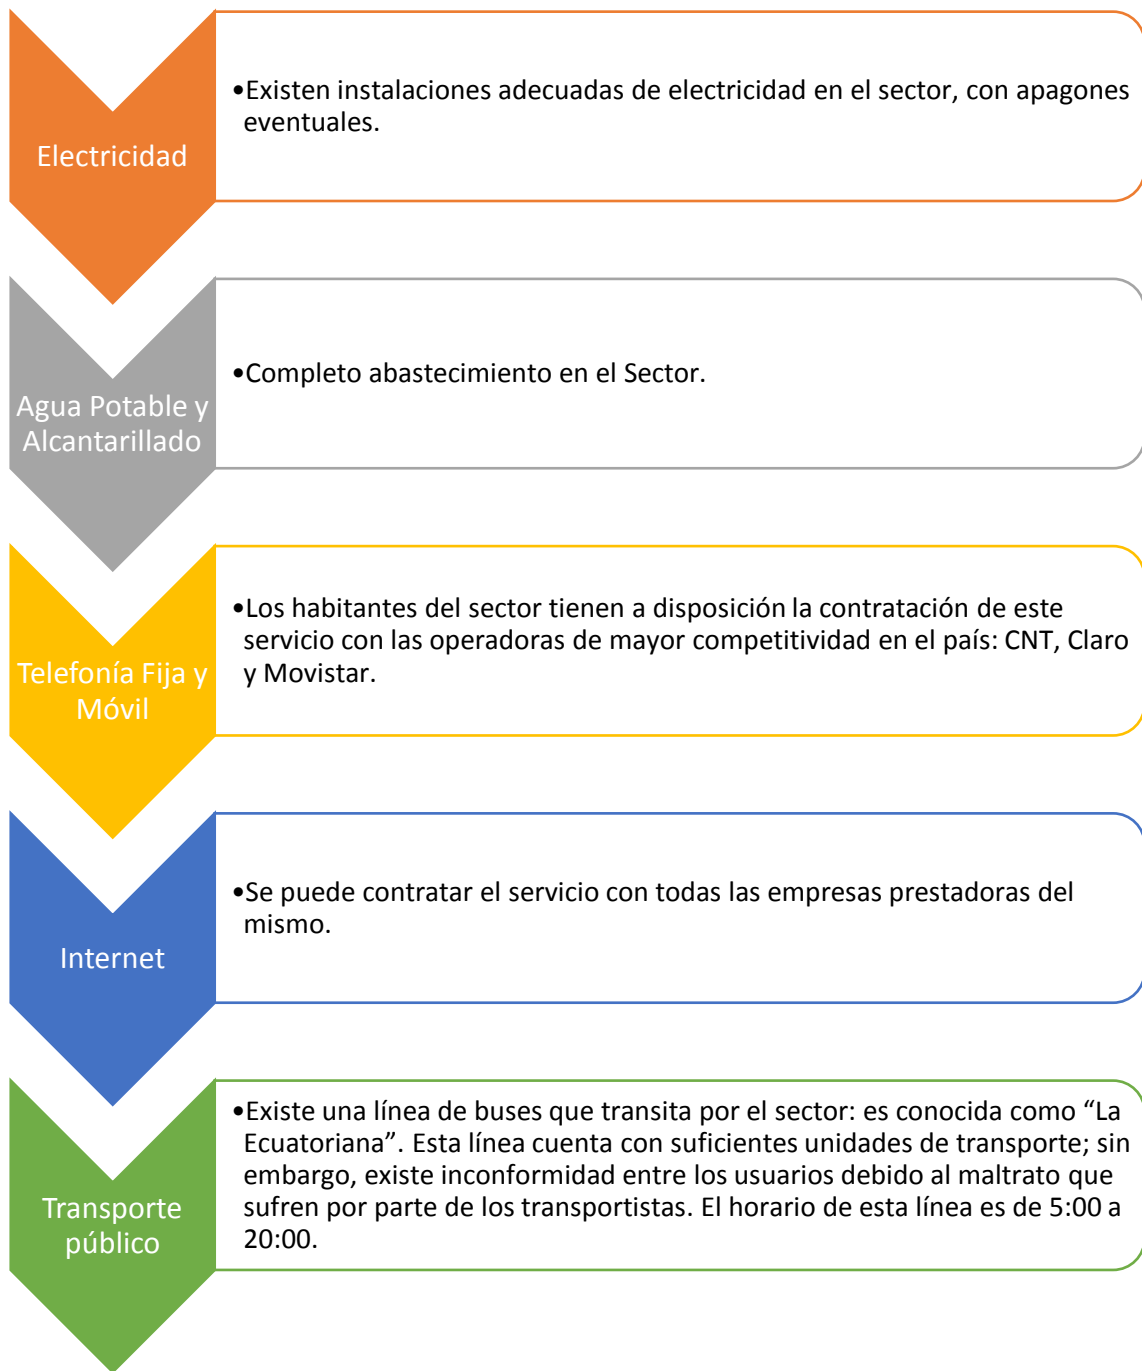 Electricidad
•Existen instalaciones adecuadas de electricidad en el sector, con apagones
eventuales.
Agua Potable y
Alcantarillado
•Completo abastecimiento en el Sector.
Telefonía Fija y
Móvil
•Los habitantes del sector tienen a disposición la contratación de este
servicio con las operadoras de mayor competitividad en el país: CNT, Claro
y Movistar.
Internet
•Se puede contratar el servicio con todas las empresas prestadoras del
mismo.
Transporte
público
•Existe una línea de buses que transita por el sector: es conocida como “La
Ecuatoriana”. Esta línea cuenta con suficientes unidades de transporte; sin
embargo, existe inconformidad entre los usuarios debido al maltrato que
sufren por parte de los transportistas. El horario de esta línea es de 5:00 a
20:00.